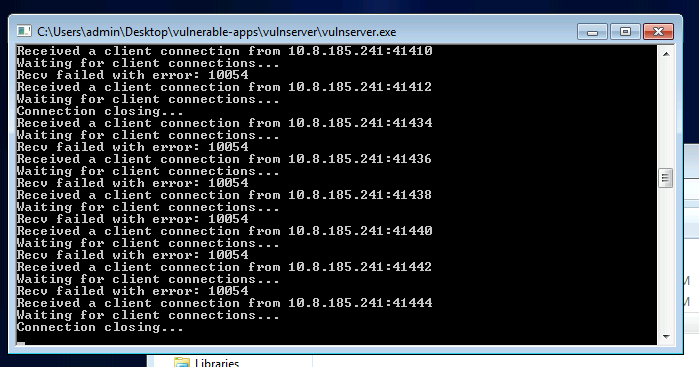 C:\Users\admin\Desktop\vulnerable-apps\vulnserver\vulnserver.exe
Received a client connection from 10.8.185.241:41410
Waiting for client connections...
Recv failed with error: 10054
Received a client connection from 10.8.185.241:41412
Waiting for client connections...
Connection closing...
Received a client connection from 10.8.185.241:41434
Waiting for client connections...
Recv failed with error: 10054
Received a client connection from 10.8.185.241:41436
Waiting for client connections...
Recv failed with error: 10054
Received a client connection from 10.8.185.241:41438
Waiting for client connections...
Recv failed with error: 10054
Received a client connection from 10.8.185.241:41440
Waiting for client connections...
Recv failed with error: 10054
Received a client connection from 10.8.185.241:41442
Waiting for client connections...
Recv failed with error: 10054
Received a client connection from 10.8.185.241:41444
Waiting for client connections...
Connection closing...
M
M
Libraries